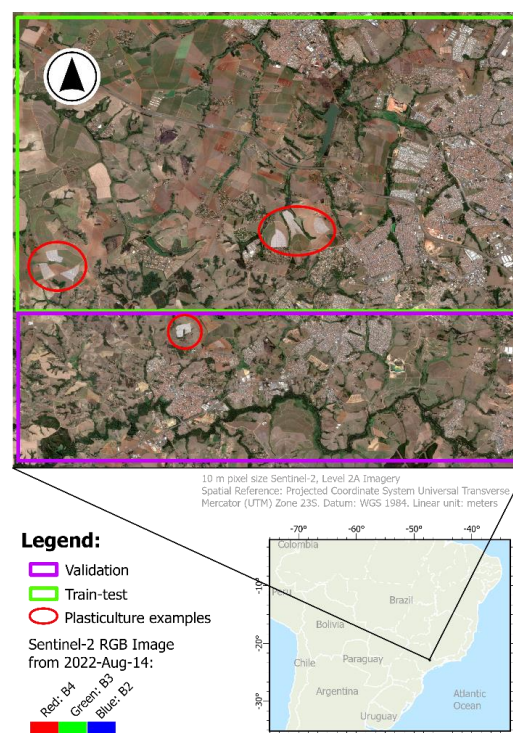 10 m pixel size Sentinel-2, Level 2A Imagery
Spatial Reference: Projected Coordinate System Universal Transverse
Mercator (UTM) Zone 23S. Datum: WGS 1984. Linear unit: meters
Legend:
Validation
Train-test
Plasticulture examples
Sentinel-2 RGB Image
from 2022-Aug-14:
Red: B4
Green: B3
Blue: B2
-70°
-60°
-50°
-40°
-10°
-20°
-30°
Colombia
Peru
Brazil
Bolivia
Chile
Paraguay
Argentina
Uruguay
Atlantic
Ocean